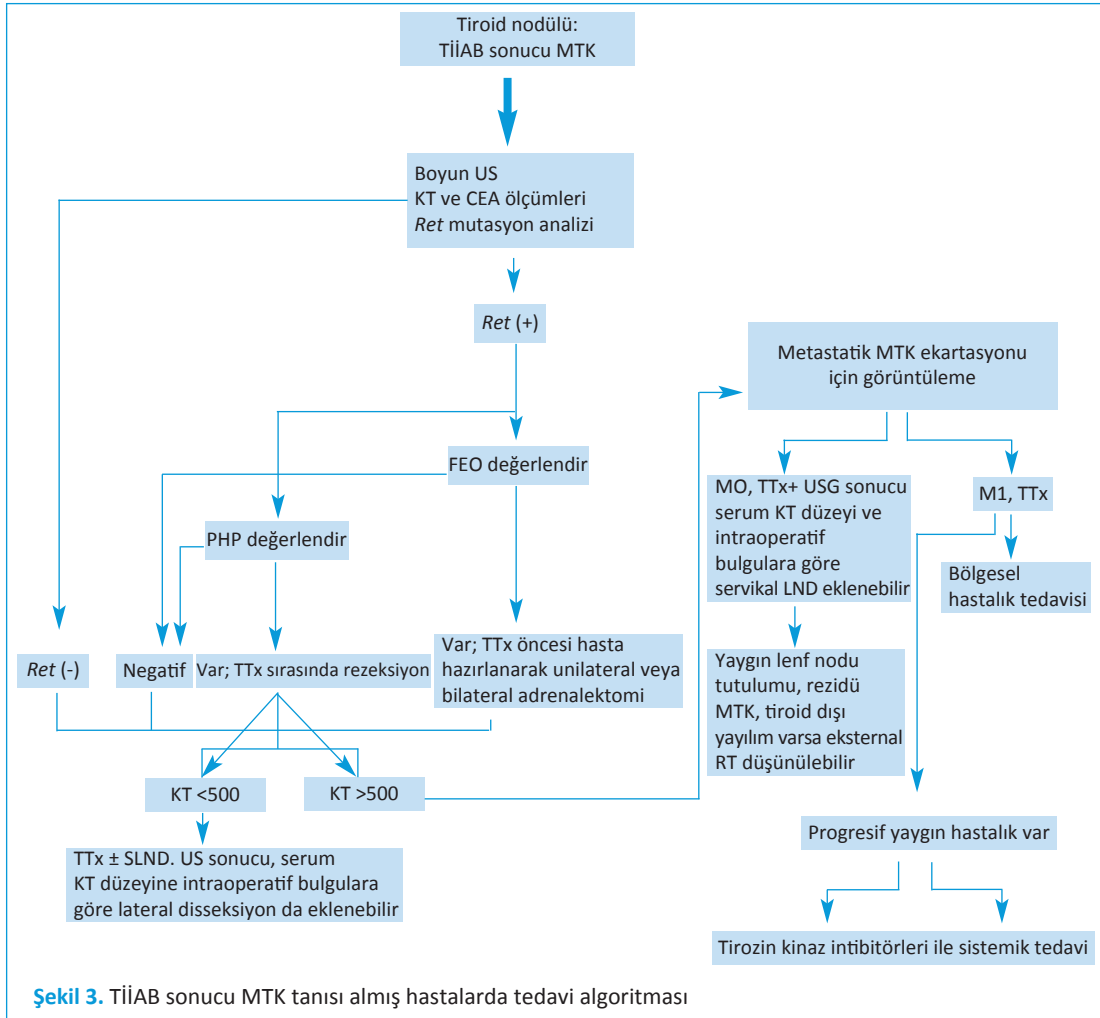 Tiroid nodülü:
TİİAB sonucu MTK
Boyun US
KT ve CEA ölçümleri
Ret mutasyon analizi
Ret (+)
FEO değerlendir
PHP değerlendir
Ret (-)
Negatif
Var; TTx sırasında rezeksiyon
Var; TTx öncesi hasta
hazırlanarak unilateral veya
bilateral adrenalektomi
KT <500
KT >500
TTx ± SLND. US sonucu, serum
KT düzeyine intraoperatif bulgulara
göre lateral disseksiyon da eklenebilir
Metastatik MTK ekartasyonu
için görüntüleme
MO, TTx+ USG sonucu
serum KT düzeyi ve
intraoperatif
bulgulara göre
servikal LND eklenebilir
M1, TTx
Bölgesel
hastalık tedavisi
Yaygın lenf nodu
tutulumu, rezidü
MTK, tiroid dışı
yayılım varsa eksternal
RT düşünülebilir
Progresif yaygın hastalık var
Tirozin kinaz intibitörleri ile sistemik tedavi
Şekil 3. TİİAB sonucu MTK tanısı almış hastalarda tedavi algoritması